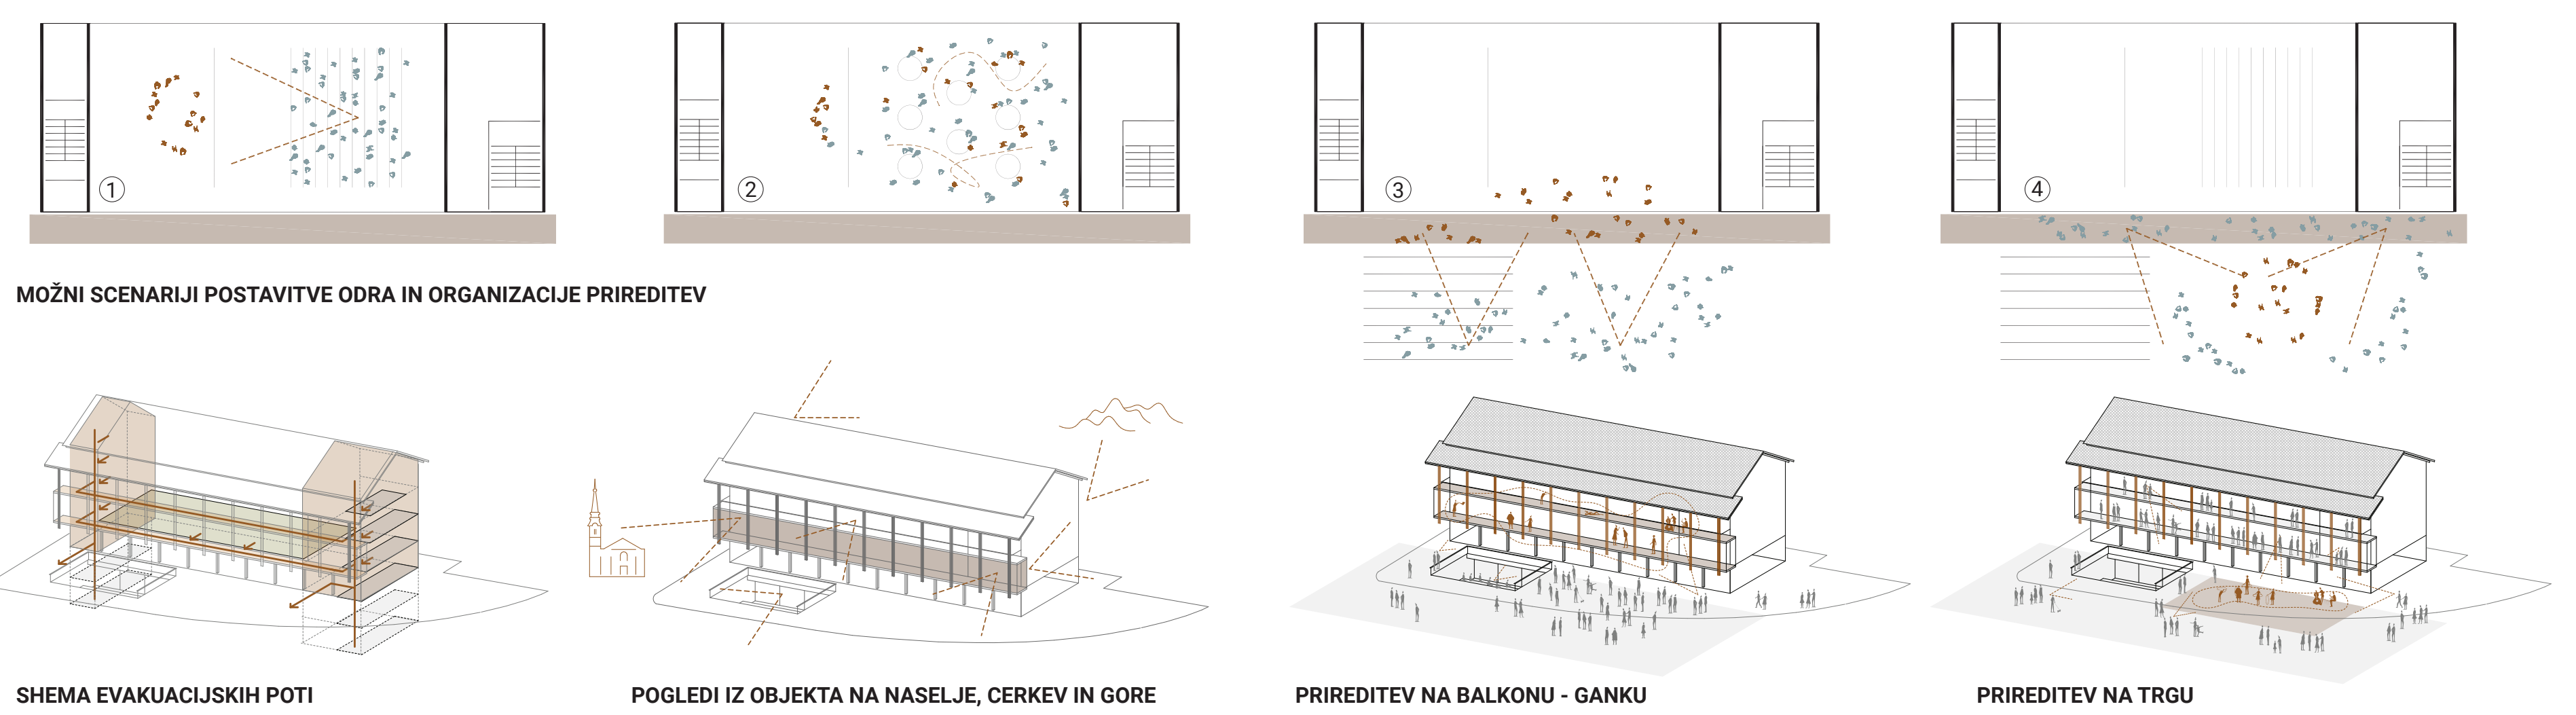 1
2
3
4
MOŽNI SCENARIJI POSTAVITVE ODRA IN ORGANIZACIJE PRIREDITEV
SHEMA EVAKUACIJSKIH POTI
POGLEDI IZ OBJEKTA NA NASELJE, CERKEV IN GORE
PRIREDITEV NA BALKONU - GANKU
PRIREDITEV NA TRGU